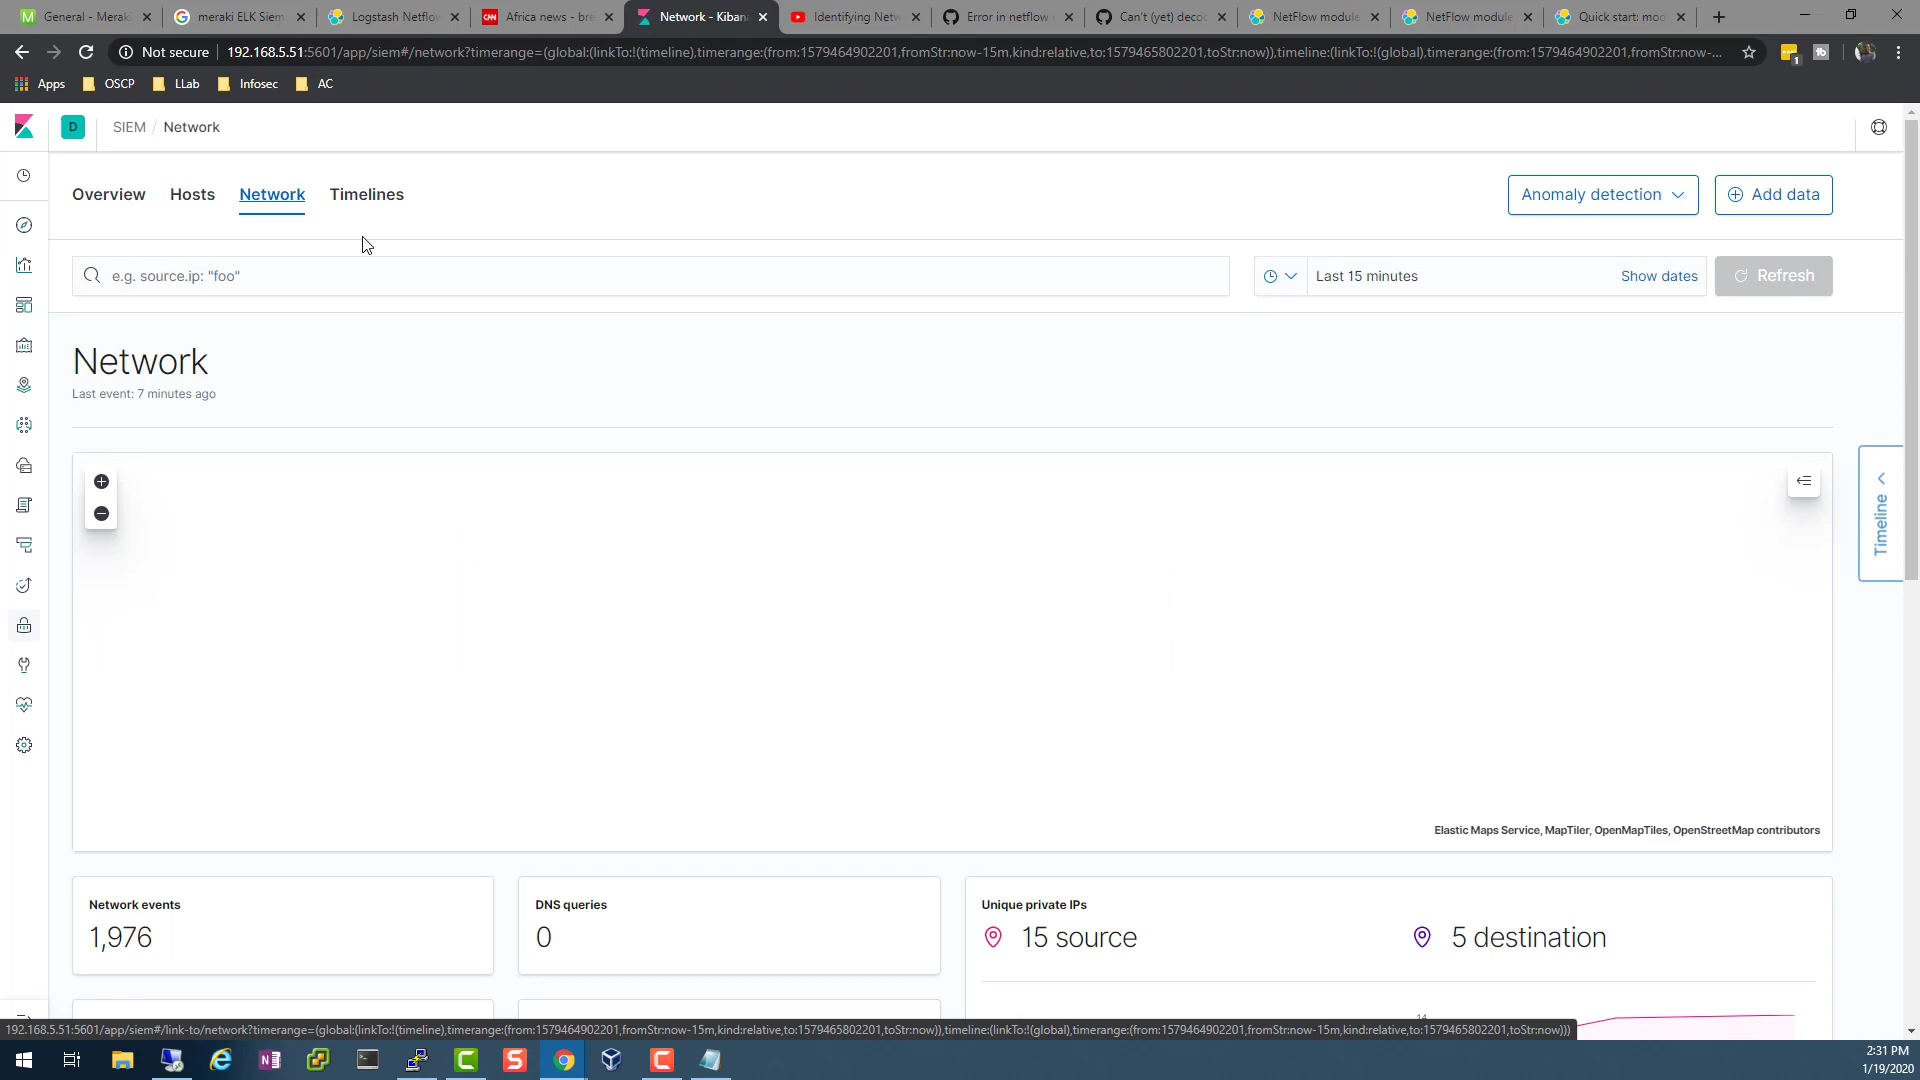 General - Merak
meraki ELK Siem
Logstash Netflow
CNN
Africa news - bre
Network - Kibana
Identifying Netw
Error in netflow
Can't (yet) decod
NetFlow module
NetFlow module
Quick start: mod
Not secure
192.168.5.51:5601/app/siem#/network?timerange=(global:(linkTo:!(timeline),timerange:(from:1579464902201,fromStr:now-15m,kind:relative,to:1579465802201,toStr:now)),timeline:(linkTo:!(global),timerange:(from:1579464902201,fromStr:now-...
1
Apps
OSCP
LLab
Infosec
AC
D
SIEM / Network
Overview
Hosts
Network
Timelines
Anomaly detection
Add data
e.g. source.ip: "foo"
Last 15 minutes
Show dates
Refresh
Network
Last event: 7 minutes ago
Timeline
Elastic Maps Service, MapTiler, OpenMapTiles, OpenStreetMap contributors
Network events
1,976
DNS queries
0
Unique private IPs
15 source
5 destination
14
192.168.5.51:5601/app/siem#/link-to/network?timerange=(global:(linkTo:!(timeline),timerange:(from:1579464902201,fromStr:now-15m,kind:relative,to:1579465802201,toStr:now)),timeline:(linkTo:!(global),timerange:(from:1579464902201,fromStr:now-15m,kind:relative,to:1579465802201,toStr:now)))
2:31 PM
1/19/2020